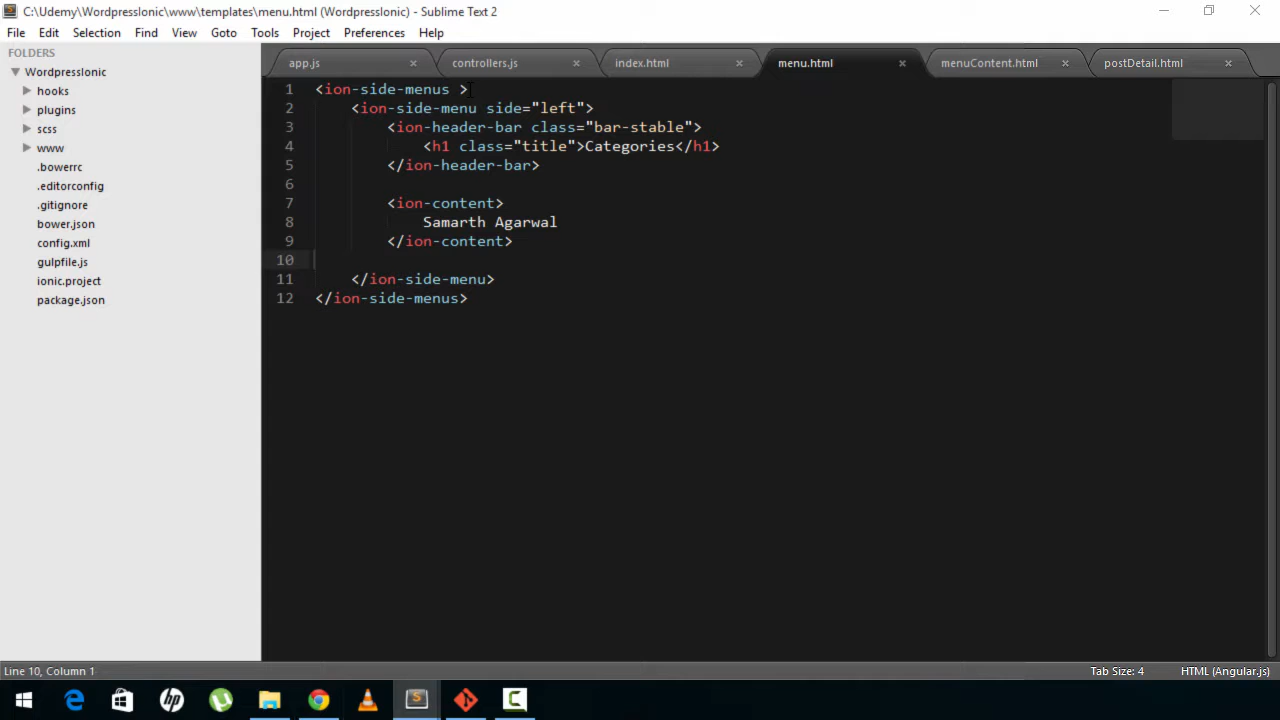 C:\Udemy\WordpressIonic\www\templates\menu.html (WordpressIonic) - Sublime Text 2
File Edit Selection Find View Goto Tools Project Preferences Help
FOLDERS
WordpressIonic
hooks
plugins
scss
www
.bowerrc
.editorconfig
.gitignore
bower.json
config.xml
gulpfile.js
ionic.project
package.json
app.js × controllers.js × index.html × menu.html × menuContent.html × postDetail.html ×
1 <ion-side-menus >
2 <ion-side-menu side="left">
3 <ion-header-bar class="bar-stable">
4 <h1 class="title">Categories</h1>
5 </ion-header-bar>
6
7 <ion-content>
8 Samarth Agarwal
9 </ion-content>
10
11 </ion-side-menu>
12 </ion-side-menus>
Line 10, Column 1 Tab Size: 4 HTML (Angular.js)